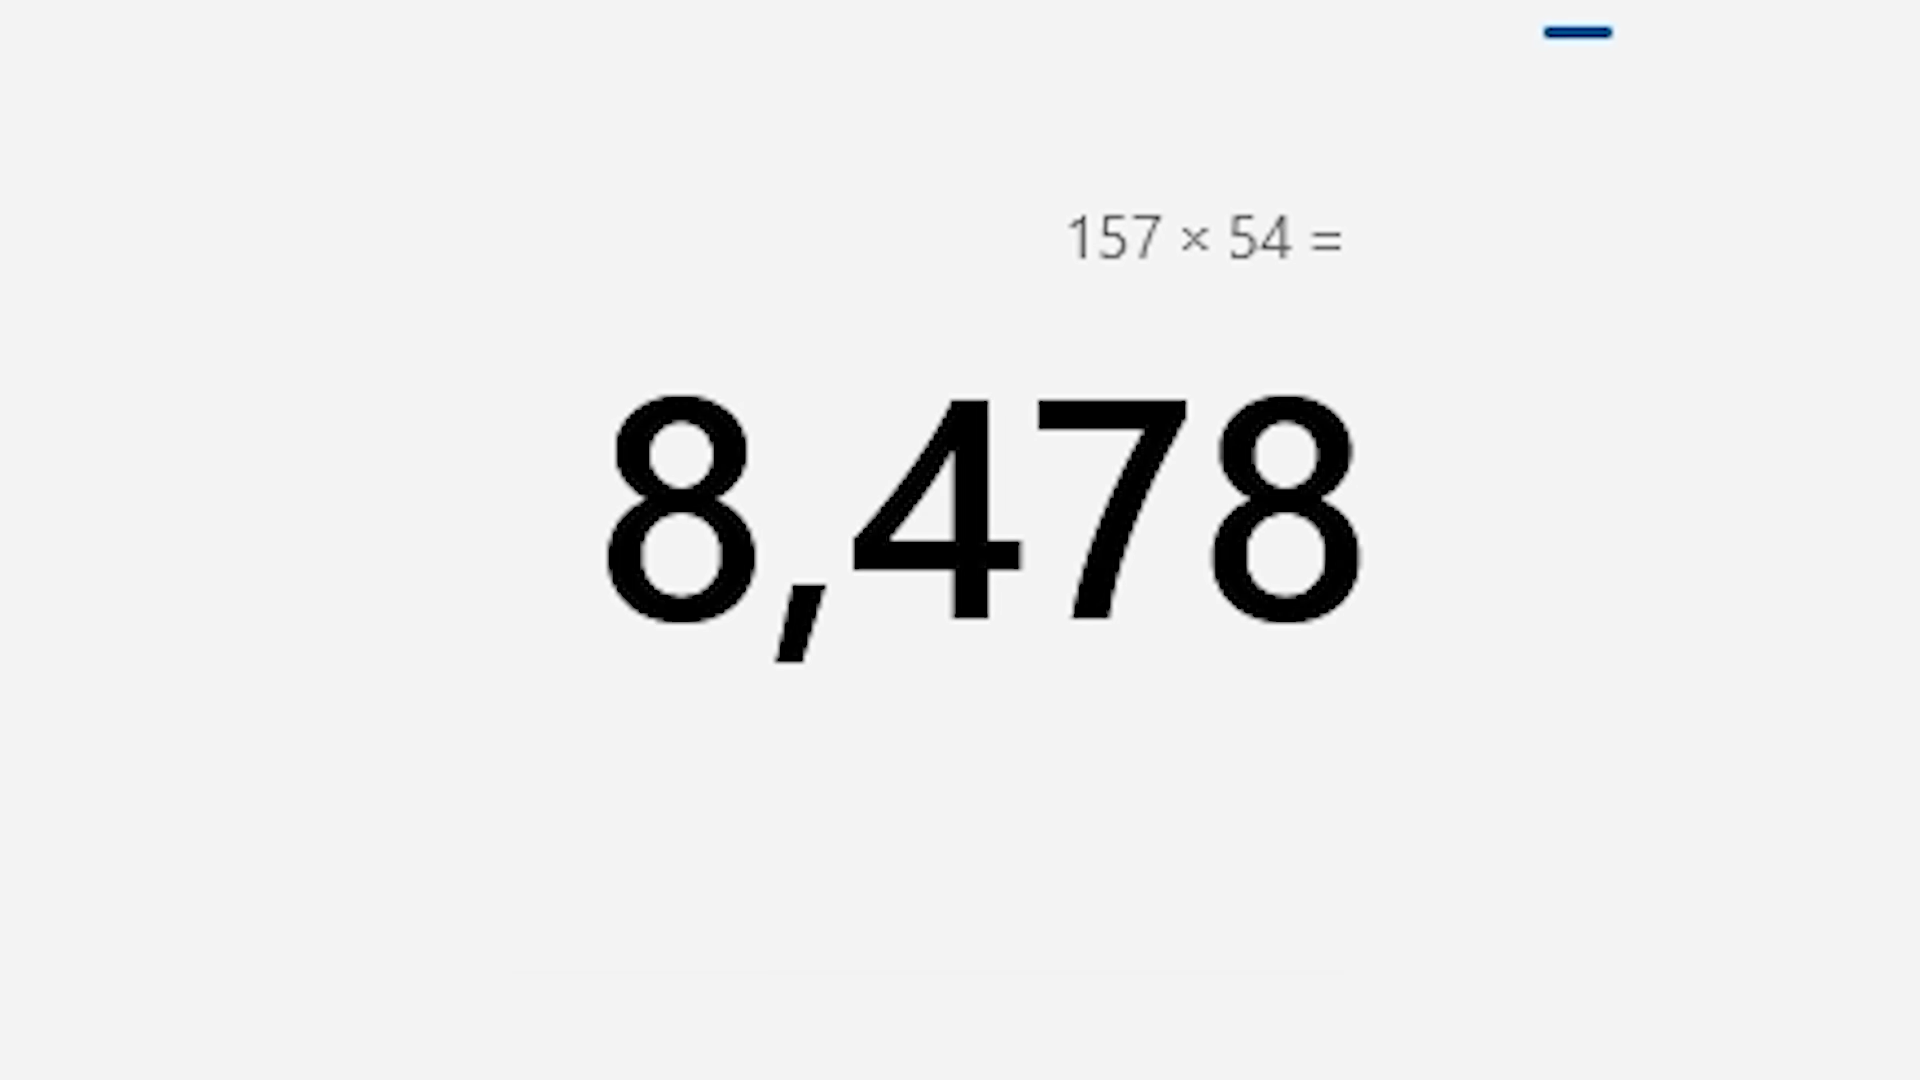 157 × 54 =
8,478